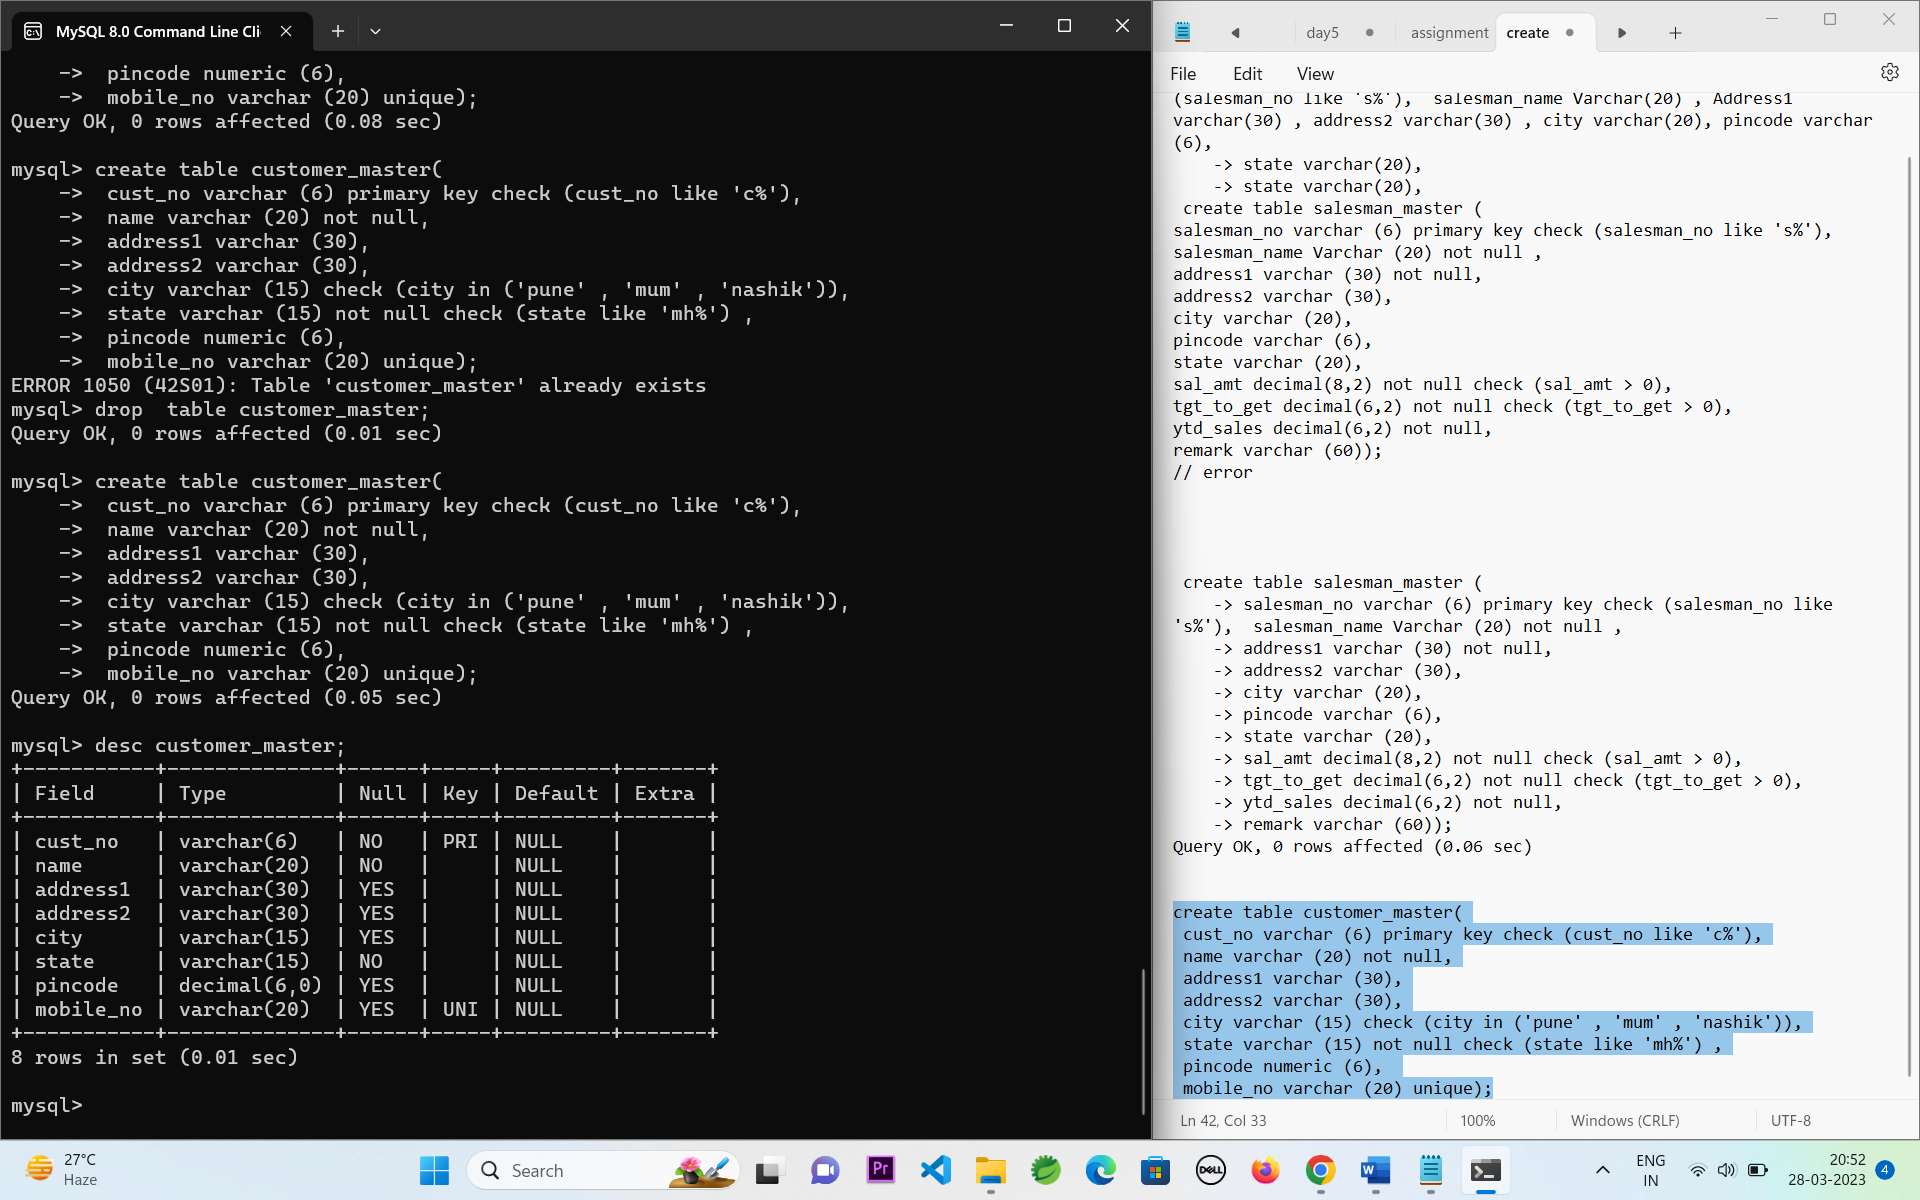 MySQL 8.0 Command Line Cli
    ->  pincode numeric (6),
    ->  mobile_no varchar (20) unique);
Query OK, 0 rows affected (0.08 sec)
mysql> create table customer_master(
    ->  cust_no varchar (6) primary key check (cust_no like 'c%'),
    ->  name varchar (20) not null,
    ->  address1 varchar (30),
    ->  address2 varchar (30),
    ->  city varchar (15) check (city in ('pune' , 'mum' , 'nashik')),
    ->  state varchar (15) not null check (state like 'mh%') ,
    ->  pincode numeric (6),
    ->  mobile_no varchar (20) unique);
ERROR 1050 (42S01): Table 'customer_master' already exists
mysql> drop  table customer_master;
Query OK, 0 rows affected (0.01 sec)
mysql> create table customer_master(
    ->  cust_no varchar (6) primary key check (cust_no like 'c%'),
    ->  name varchar (20) not null,
    ->  address1 varchar (30),
    ->  address2 varchar (30),
    ->  city varchar (15) check (city in ('pune' , 'mum' , 'nashik')),
    ->  state varchar (15) not null check (state like 'mh%') ,
    ->  pincode numeric (6),
    ->  mobile_no varchar (20) unique);
Query OK, 0 rows affected (0.05 sec)
mysql> desc customer_master;
+-----------+--------------+------+-----+---------+-------+
| Field     | Type         | Null | Key | Default | Extra |
+-----------+--------------+------+-----+---------+-------+
| cust_no   | varchar(6)   | NO   | PRI | NULL    |       |
| name      | varchar(20)  | NO   |     | NULL    |       |
| address1  | varchar(30)  | YES  |     | NULL    |       |
| address2  | varchar(30)  | YES  |     | NULL    |       |
| city      | varchar(15)  | YES  |     | NULL    |       |
| state     | varchar(15)  | NO   |     | NULL    |       |
| pincode   | decimal(6,0) | YES  |     | NULL    |       |
| mobile_no | varchar(20)  | YES  | UNI | NULL    |       |
+-----------+--------------+------+-----+---------+-------+
8 rows in set (0.01 sec)
mysql>
day5 assignment create
File Edit View
(salesman_no like 's%'),  salesman_name Varchar(20) , Address1
varchar(30) , address2 varchar(30) , city varchar(20), pincode varchar
(6),
    -> state varchar(20),
    -> state varchar(20),
 create table salesman_master (
salesman_no varchar (6) primary key check (salesman_no like 's%'),
salesman_name Varchar (20) not null ,
address1 varchar (30) not null,
address2 varchar (30),
city varchar (20),
pincode varchar (6),
state varchar (20),
sal_amt decimal(8,2) not null check (sal_amt > 0),
tgt_to_get decimal(6,2) not null check (tgt_to_get > 0),
ytd_sales decimal(6,2) not null,
remark varchar (60));
// error
 create table salesman_master (
    -> salesman_no varchar (6) primary key check (salesman_no like
's%'),  salesman_name Varchar (20) not null ,
    -> address1 varchar (30) not null,
    -> address2 varchar (30),
    -> city varchar (20),
    -> pincode varchar (6),
    -> state varchar (20),
    -> sal_amt decimal(8,2) not null check (sal_amt > 0),
    -> tgt_to_get decimal(6,2) not null check (tgt_to_get > 0),
    -> ytd_sales decimal(6,2) not null,
    -> remark varchar (60));
Query OK, 0 rows affected (0.06 sec)
create table customer_master(
 cust_no varchar (6) primary key check (cust_no like 'c%'),
 name varchar (20) not null,
 address1 varchar (30),
 address2 varchar (30),
 city varchar (15) check (city in ('pune' , 'mum' , 'nashik')),
 state varchar (15) not null check (state like 'mh%') ,
 pincode numeric (6),
 mobile_no varchar (20) unique);
Ln 42, Col 33 100% Windows (CRLF) UTF-8
27°C
Haze
Search
Pr
DELL
W
ENG
IN
20:52
28-03-2023
4